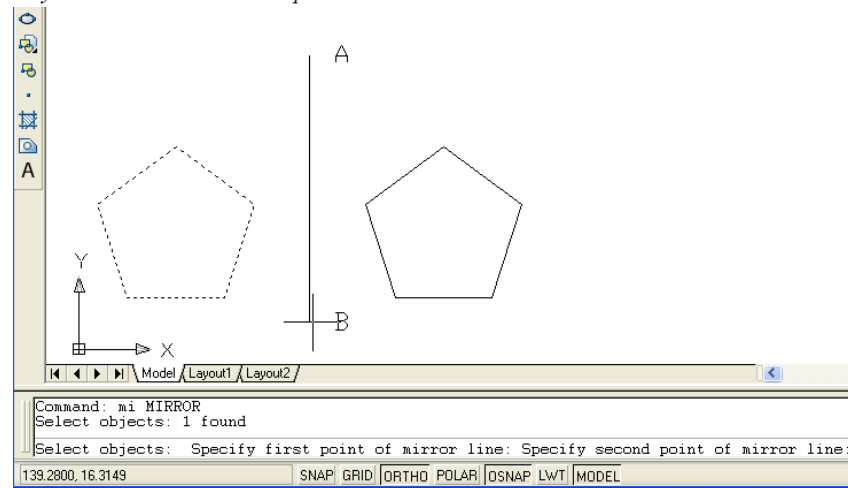 A
A
Y
B
X
Model Layout1 Layout2
Command: mi MIRROR
Select objects: 1 found
Select objects: Specify first point of mirror line: Specify second point of mirror line:
139.2800, 16.3149 SNAP GRID ORTHO POLAR OSNAP LWT MODEL